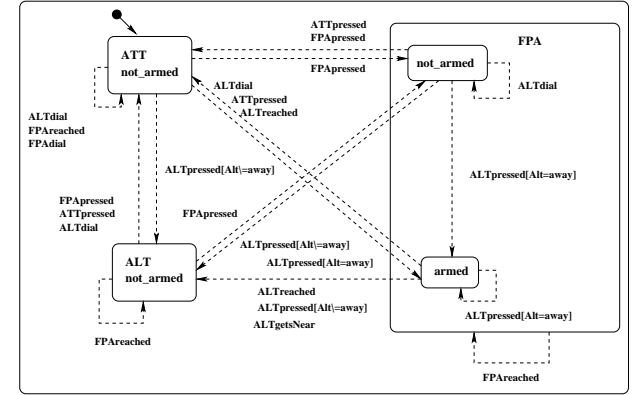 ATTpressed
FPApressed
FPA
ATT
not_armed
FPApressed
not_armed
ALTdial
ALTdial
ATTpressed
ALTreached
ALTdial
FPAreached
FPAdial
ALTpressed[Alt\=away]
ALTpressed[Alt=away]
FPApressed
ATTpressed
ALTdial
FPApressed
ALTpressed[Alt\=away]
ALTpressed[Alt=away]
ALT
not_armed
armed
ALTreached
ALTpressed[Alt\=away]
ALTgetsNear
ALTpressed[Alt=away]
FPAreached
FPAreached